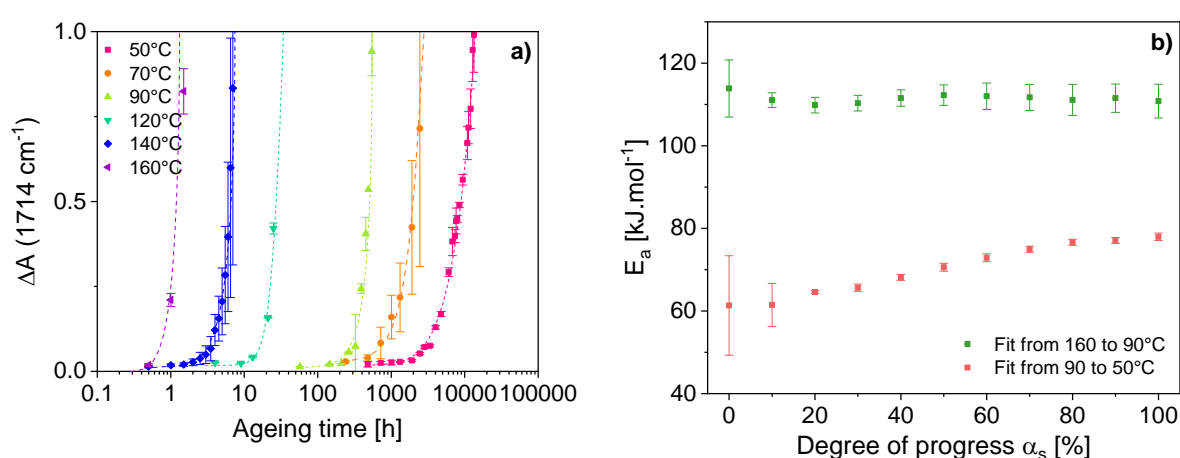 a)
1.0
0.5
0.0
ΔA (1714 cm⁻¹)
50°C
70°C
90°C
120°C
140°C
160°C
0.1 1 10 100 1000 10000 100000
Ageing time [h]
b)
120
100
80
60
40
Eₐ [kJ.mol⁻¹]
Fit from 160 to 90°C
Fit from 90 to 50°C
0 20 40 60 80 100
Degree of progress αₛ [%]